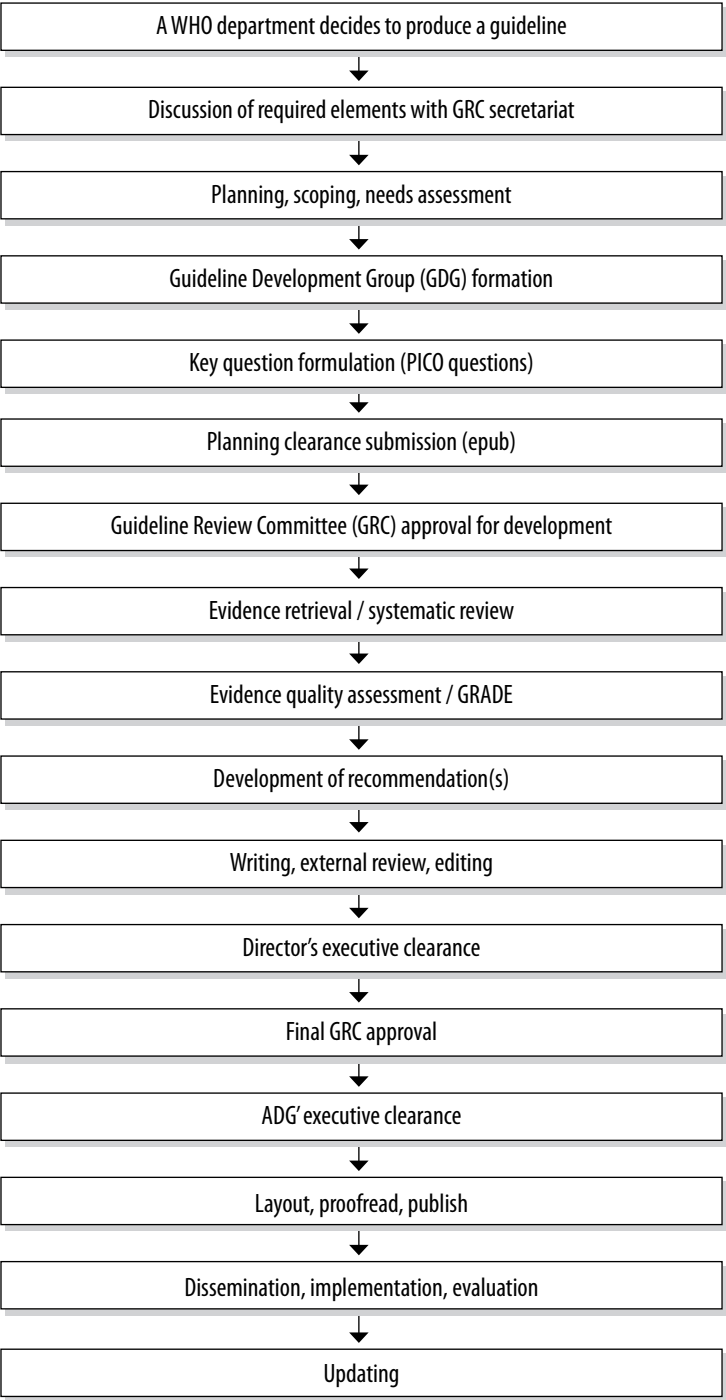 A WHO department decides to produce a guideline
Discussion of required elements with GRC secretariat
Planning, scoping, needs assessment
Guideline Development Group (GDG) formation
Key question formulation (PICO questions)
Planning clearance submission (epub)
Guideline Review Committee (GRC) approval for development
Evidence retrieval / systematic review
Evidence quality assessment / GRADE
Development of recommendation(s)
Writing, external review, editing
Director’s executive clearance
Final GRC approval
ADG’ executive clearance
Layout, proofread, publish
Dissemination, implementation, evaluation
Updating